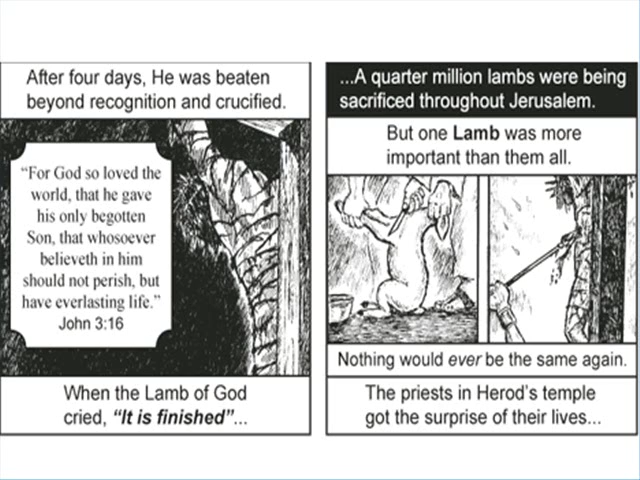 After four days, He was beaten
beyond recognition and crucified.
“For God so loved the
world, that he gave
his only begotten
Son, that whosoever
believeth in him
should not perish, but
have everlasting life.”
John 3:16
When the Lamb of God
cried, “It is finished”...
...A quarter million lambs were being
sacrificed throughout Jerusalem.
But one Lamb was more
important than them all.
Nothing would ever be the same again.
The priests in Herod’s temple
got the surprise of their lives...